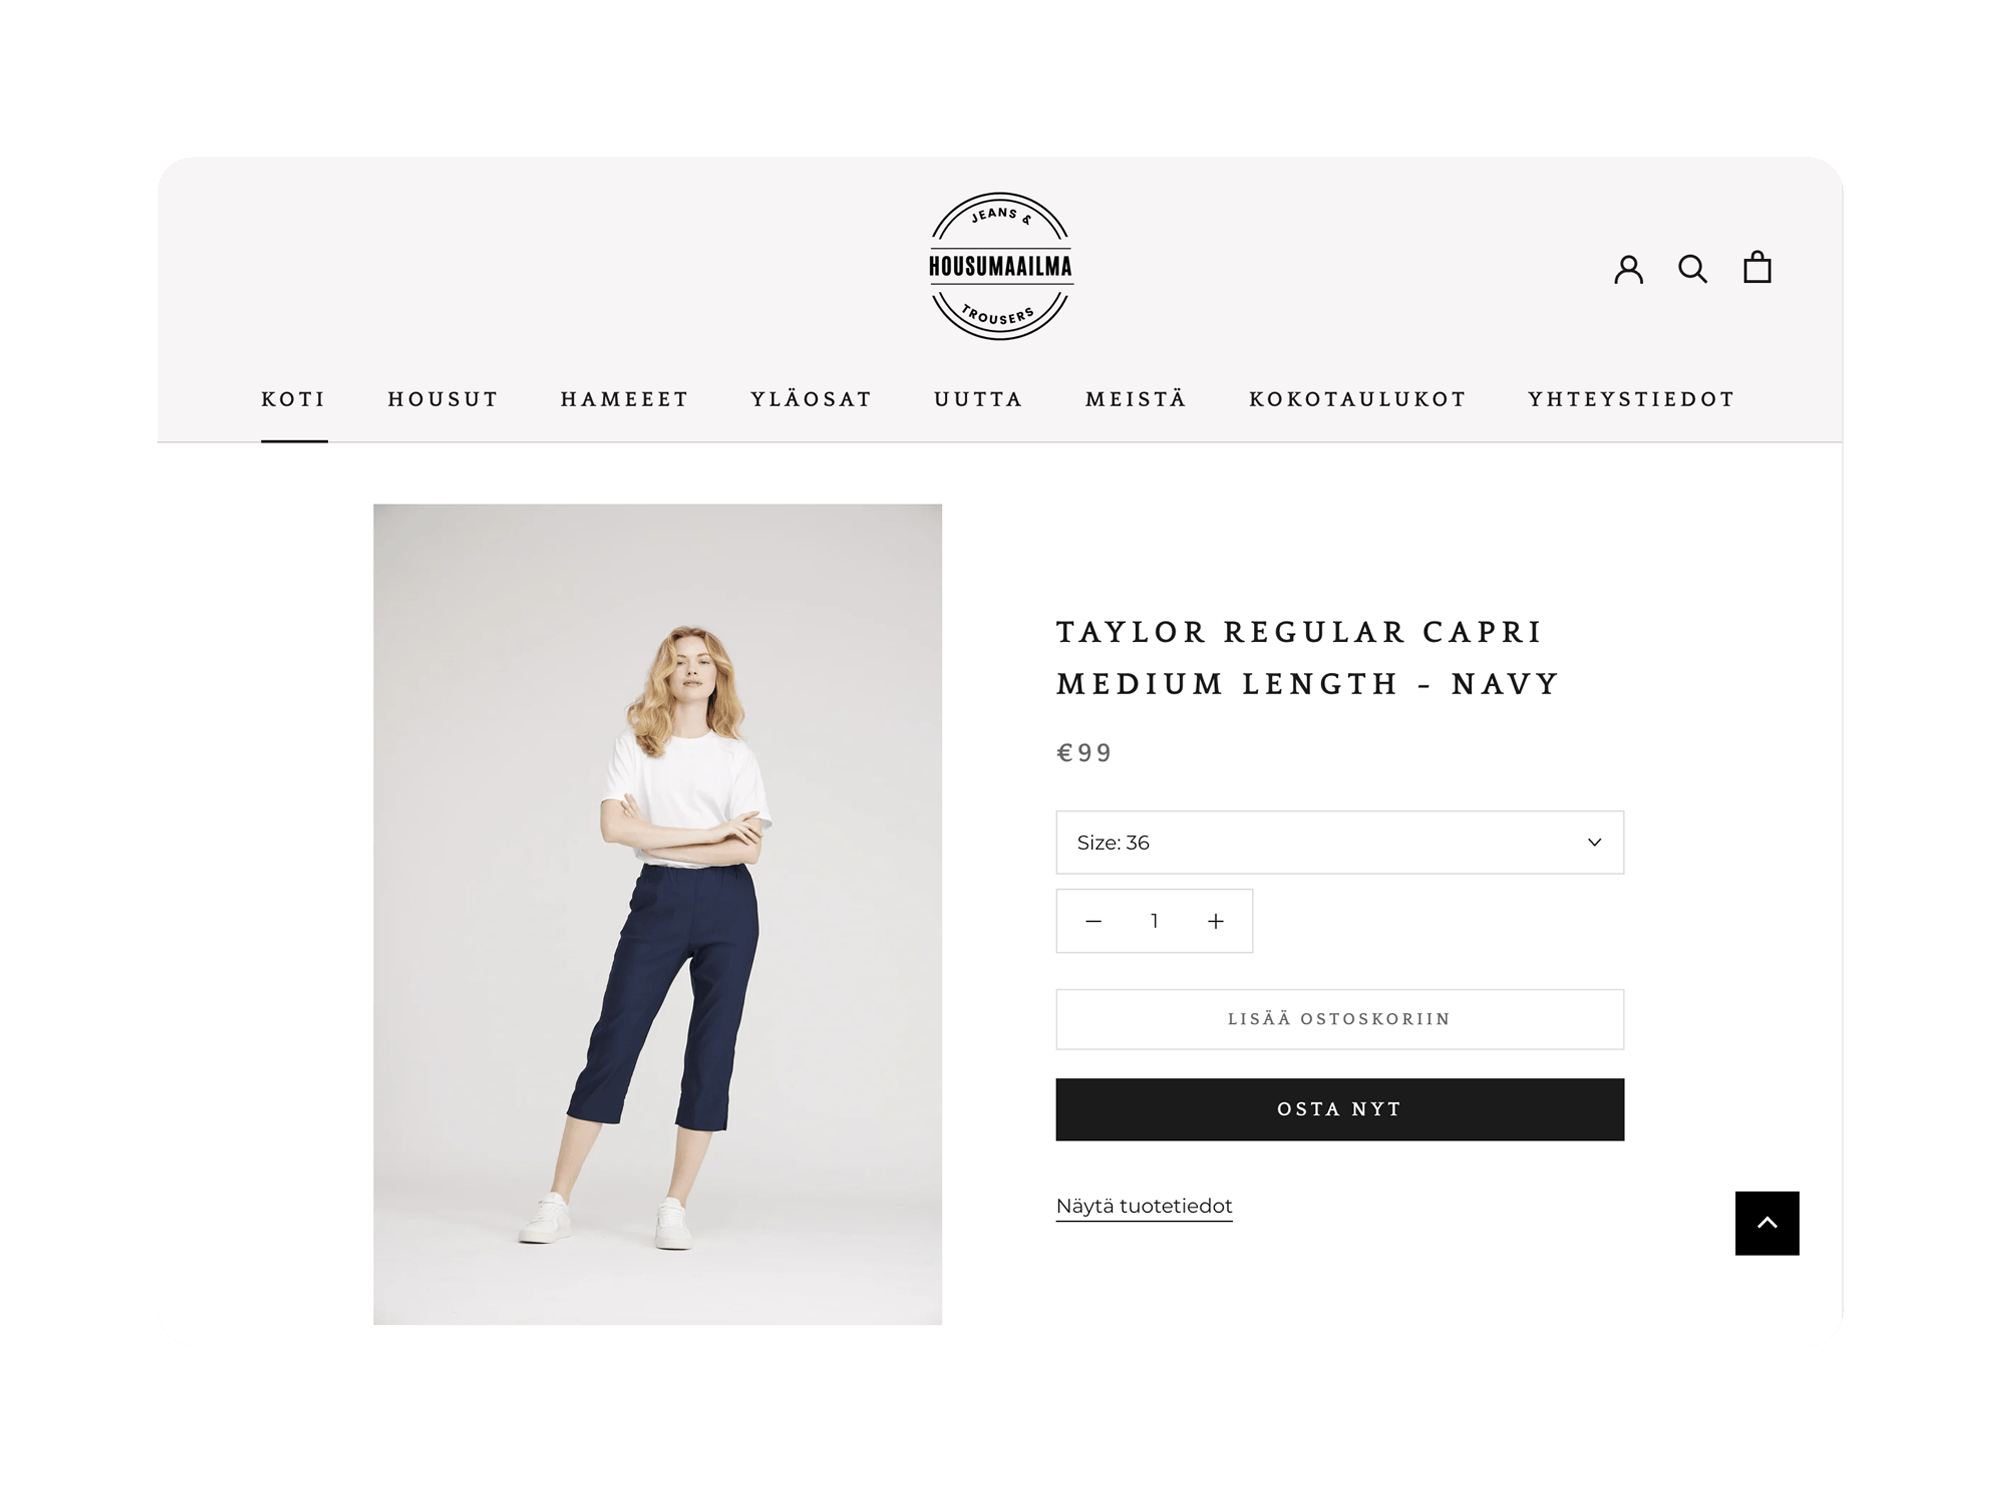 JEANS &
HOUSUMAAILMA
TROUSERS
KOTI HOUSUT HAMEEET YLÄOSAT UUTTA MEISTÄ KOKOTAULUKOT YHTEYSTIEDOT
TAYLOR REGULAR CAPRI
MEDIUM LENGTH - NAVY
€99
Size: 36
1
LISÄÄ OSTOSKORIIN
OSTA NYT
Näytä tuotetiedot